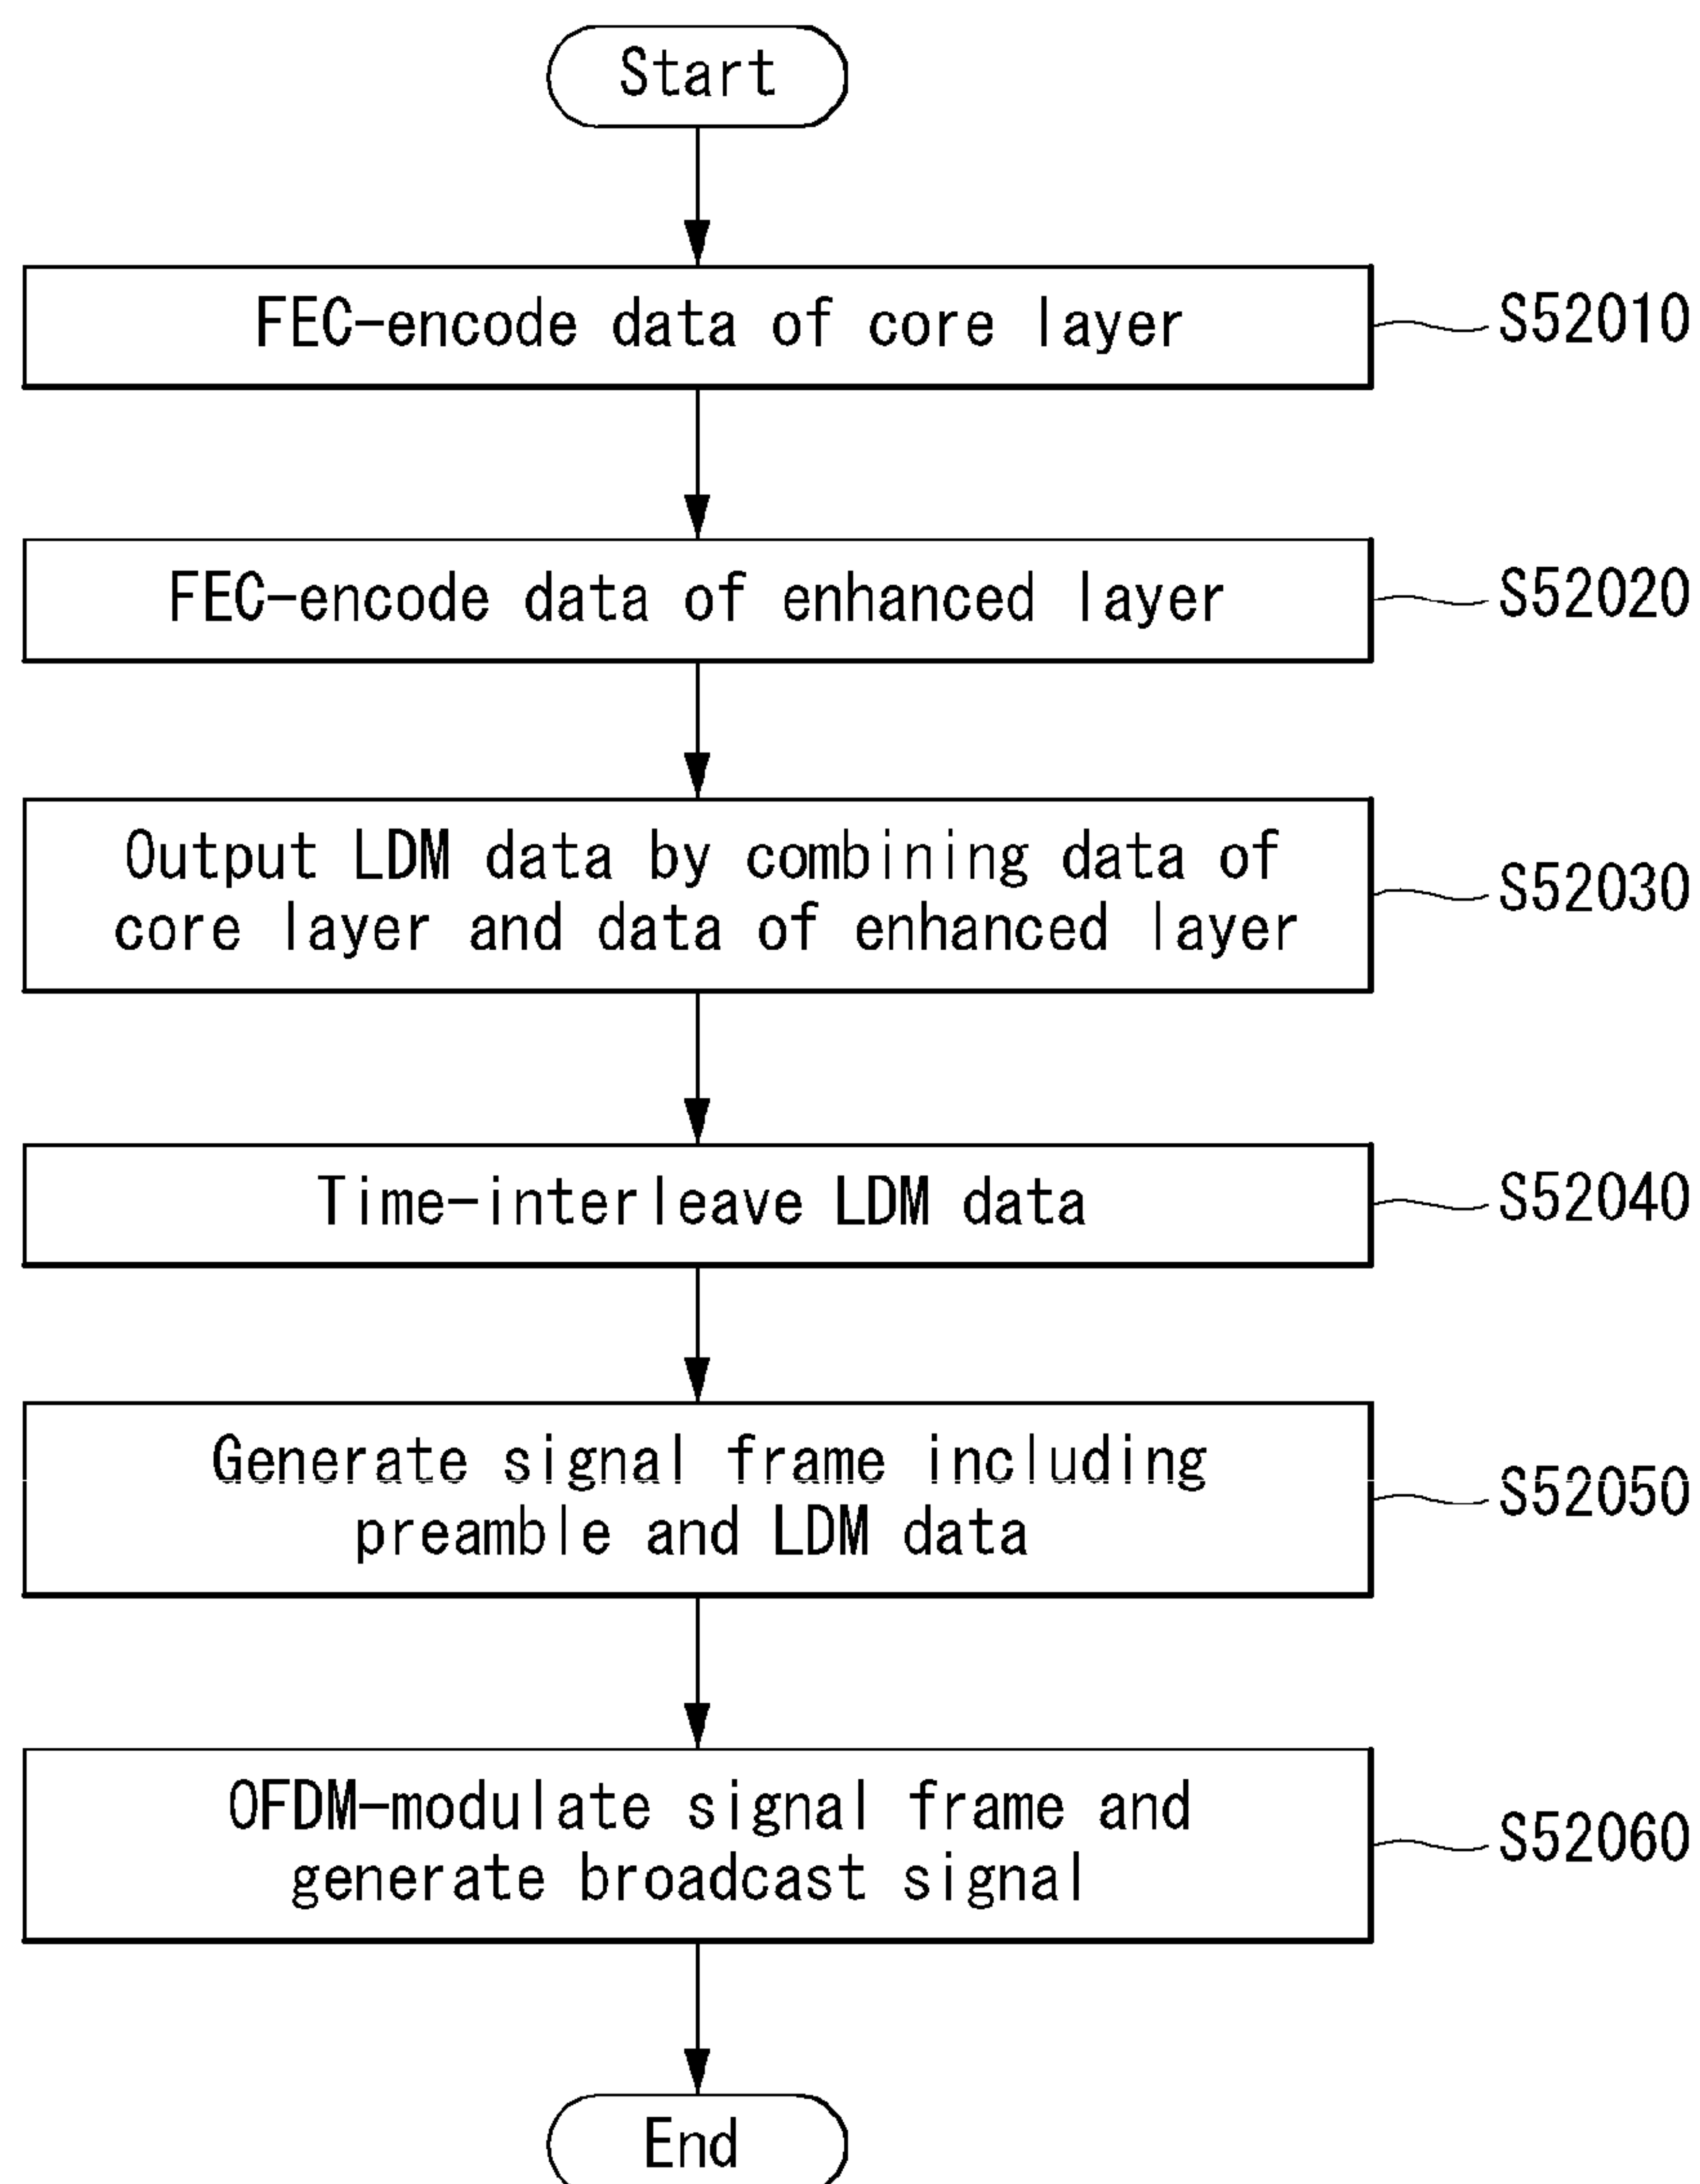 Start
FEC-encode data of core layer
S52010
FEC-encode data of enhanced layer
S52020
Output LDM data by combining data of
core layer and data of enhanced layer
S52030
Time-interleave LDM data
S52040
Generate signal frame including
preamble and LDM data
S52050
OFDM-modulate signal frame and
generate broadcast signal
S52060
End